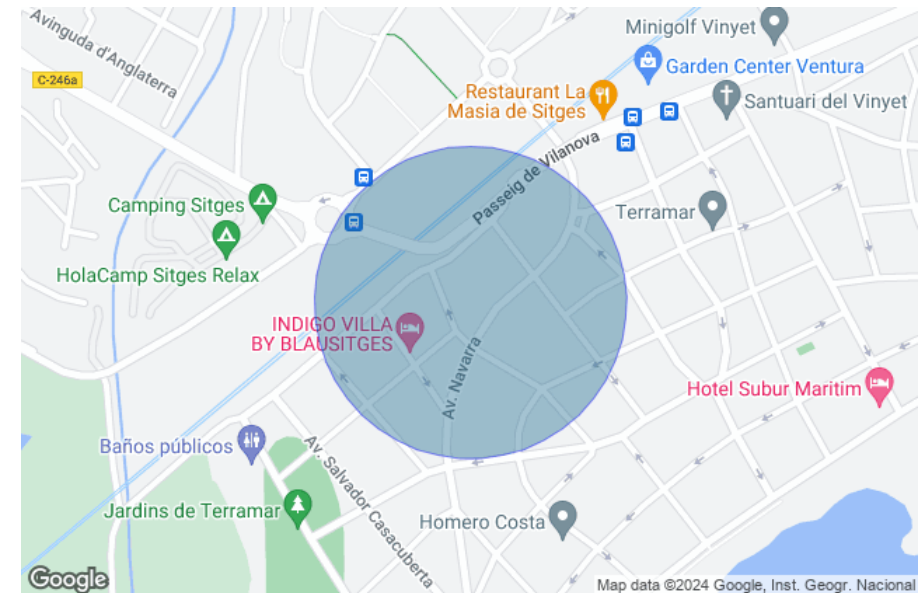 Avinguda d'Anglaterra
C-246a
Minigolf Vinyet
Garden Center Ventura
Restaurant La
Masia de Sitges
Santuari del Vinyet
Passeig de Vilanova
Camping Sitges
Terramar
HolaCamp Sitges Relax
INDIGO VILLA
BY BLAUSITGES
Av. Navarra
Hotel Subur Maritim
Baños públicos
Av. Salvador Casacuberta
Jardins de Terramar
Homero Costa
Google
Map data ©2024 Google, Inst. Geogr. Nacional